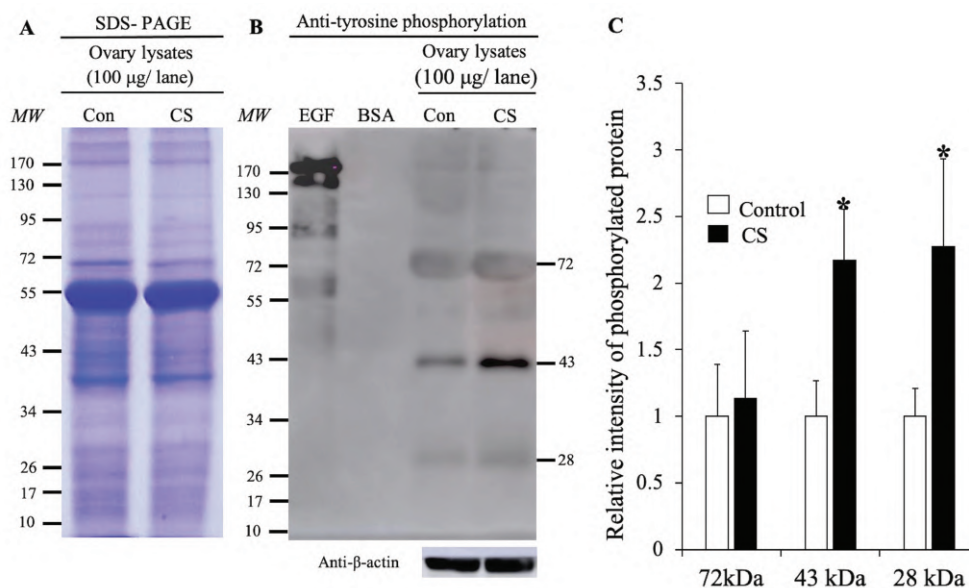 A
SDS- PAGE
Ovary lysates
(100 μg/ lane)
MW Con CS
170
130
95
72
55
43
34
26
17
10
B
Anti-tyrosine phosphorylation
Ovary lysates
(100 μg/ lane)
MW EGF BSA Con CS
170
130
95
72
55
43
34
26
17
10
72
43
28
Anti-β-actin
C
Relative intensity of phosphorylated protein
3.5
3
2.5
2
1.5
1
0.5
0
Control
CS
*
*
72kDa 43 kDa 28 kDa